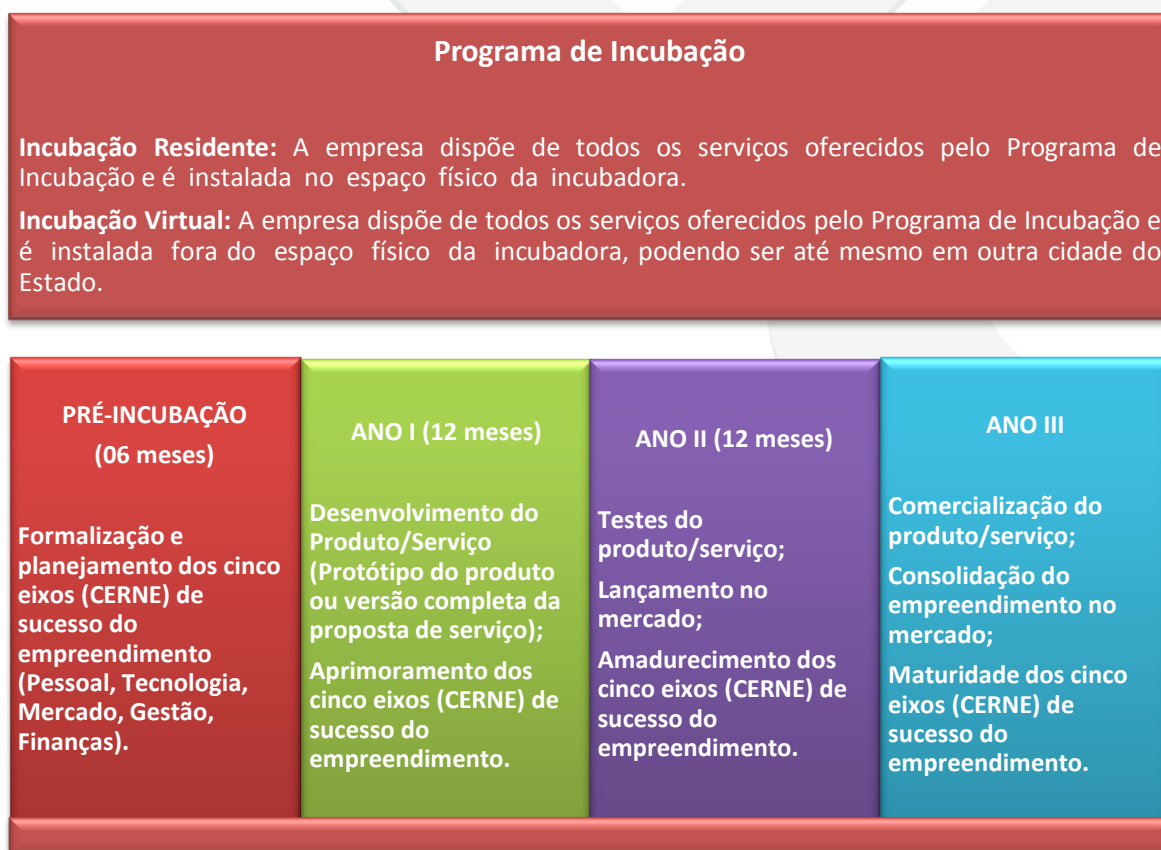 Programa de Incubação
Incubação Residente: A empresa dispõe de todos os serviços oferecidos pelo Programa de
Incubação e é instalada no espaço físico da incubadora.
Incubação Virtual: A empresa dispõe de todos os serviços oferecidos pelo Programa de Incubação e
é instalada fora do espaço físico da incubadora, podendo ser até mesmo em outra cidade do
Estado.
PRÉ-INCUBAÇÃO
(06 meses)
Formalização e
planejamento dos cinco
eixos (CERNE) de
sucesso do
empreendimento
(Pessoal, Tecnologia,
Mercado, Gestão,
Finanças).
ANO I (12 meses)
Desenvolvimento do
Produto/Serviço
(Protótipo do produto
ou versão completa da
proposta de serviço);
Aprimoramento dos
cinco eixos (CERNE) de
sucesso do
empreendimento.
ANO II (12 meses)
Testes do
produto/serviço;
Lançamento no
mercado;
Amadurecimento dos
cinco eixos (CERNE) de
sucesso do
empreendimento.
ANO III
Comercialização do
produto/serviço;
Consolidação do
empreendimento no
mercado;
Maturidade dos cinco
eixos (CERNE) de
sucesso do
empreendimento.